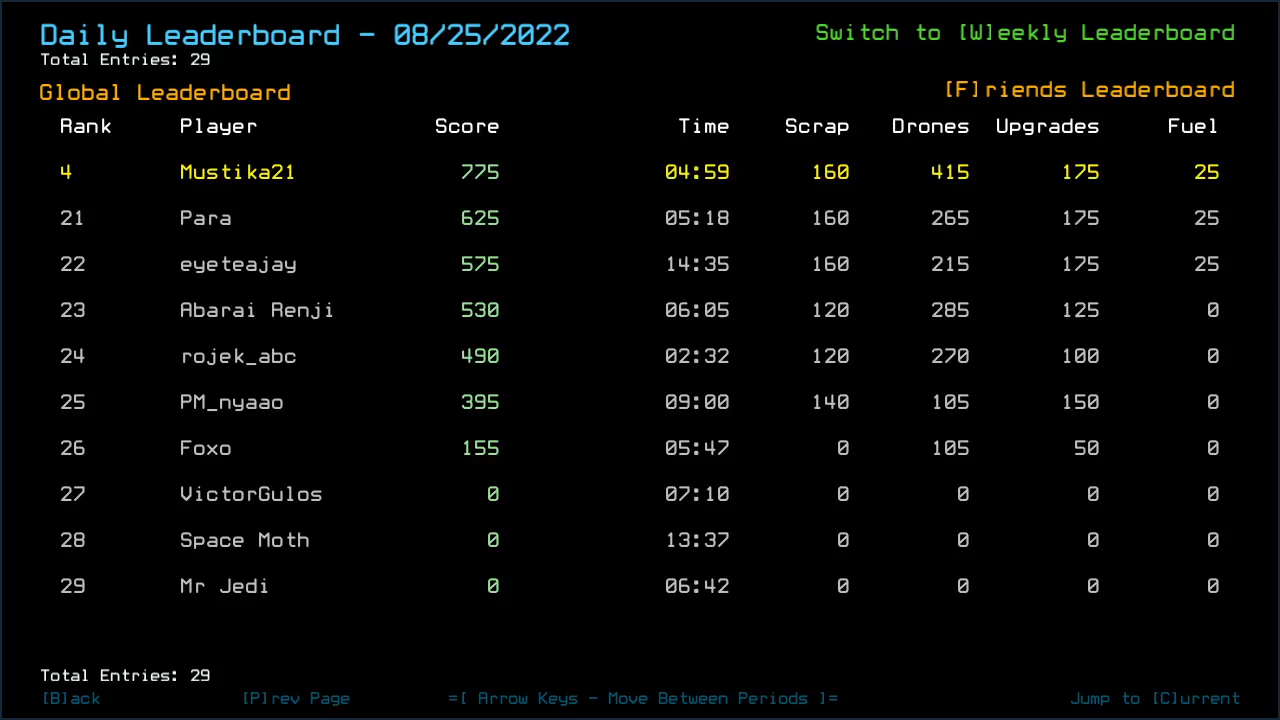 Daily Leaderboard - 08/25/2022 Switch to [W]eekly Leaderboard
Total Entries: 29
Global Leaderboard [F]riends Leaderboard
Rank Player Score Time Scrap Drones Upgrades Fuel
4 Mustika21 775 04:59 160 415 175 25
21 Para 625 05:18 160 265 175 25
22 eyeteajay 575 14:35 160 215 175 25
23 Abarai Renji 530 06:05 120 285 125 0
24 rojek_abc 490 02:32 120 270 100 0
25 PM_nyaao 395 09:00 140 105 150 0
26 Foxo 155 05:47 0 105 50 0
27 VictorGulos 0 07:10 0 0 0 0
28 Space Moth 0 13:37 0 0 0 0
29 Mr Jedi 0 06:42 0 0 0 0
Total Entries: 29
[B]ack [P]rev Page =[ Arrow Keys - Move Between Periods ]= Jump to [C]urrent